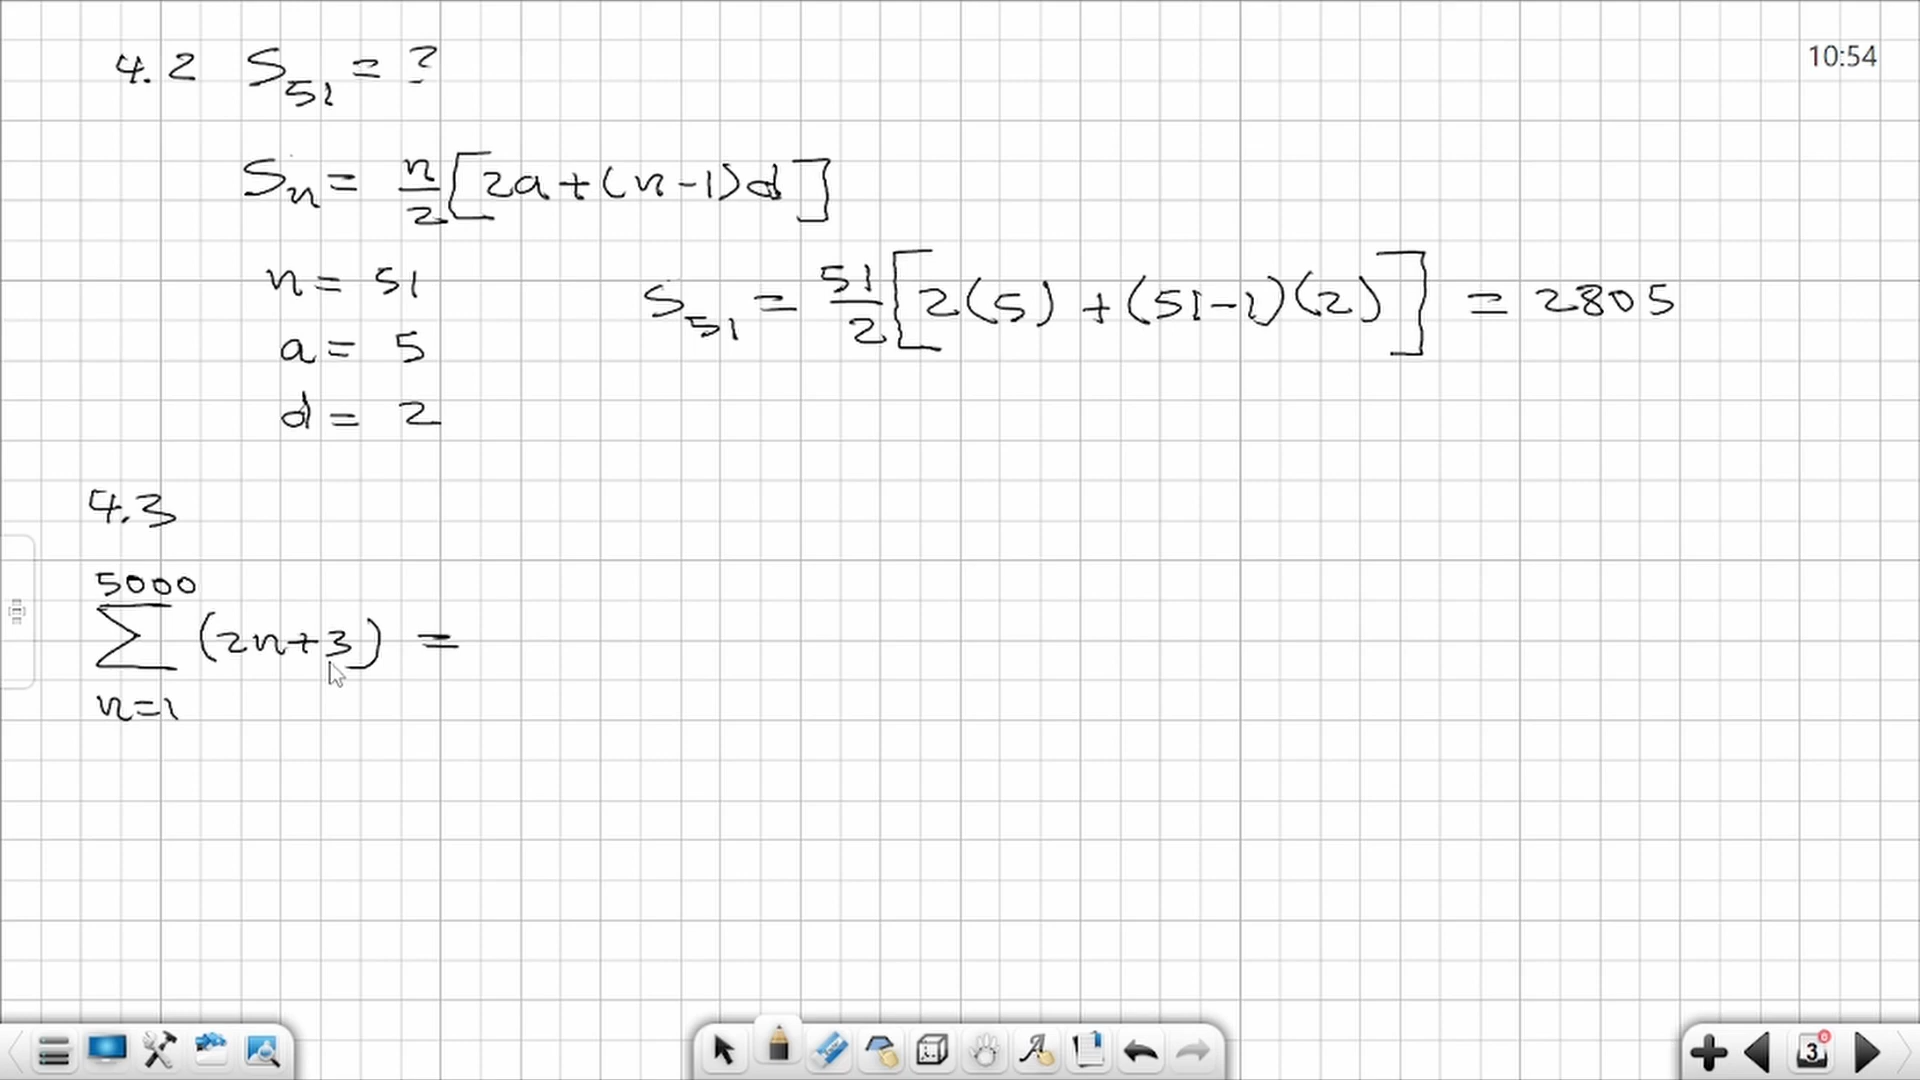 10:54
4.2 S₅₁ = ?
Sₙ = n/2 [2a + (n-1)d]
n = 51
a = 5
d = 2
S₅₁ = 51/2 [2(5) + (51-1)(2)] = 2805
4.3
5000
∑ (2n+3) =
n=1
3